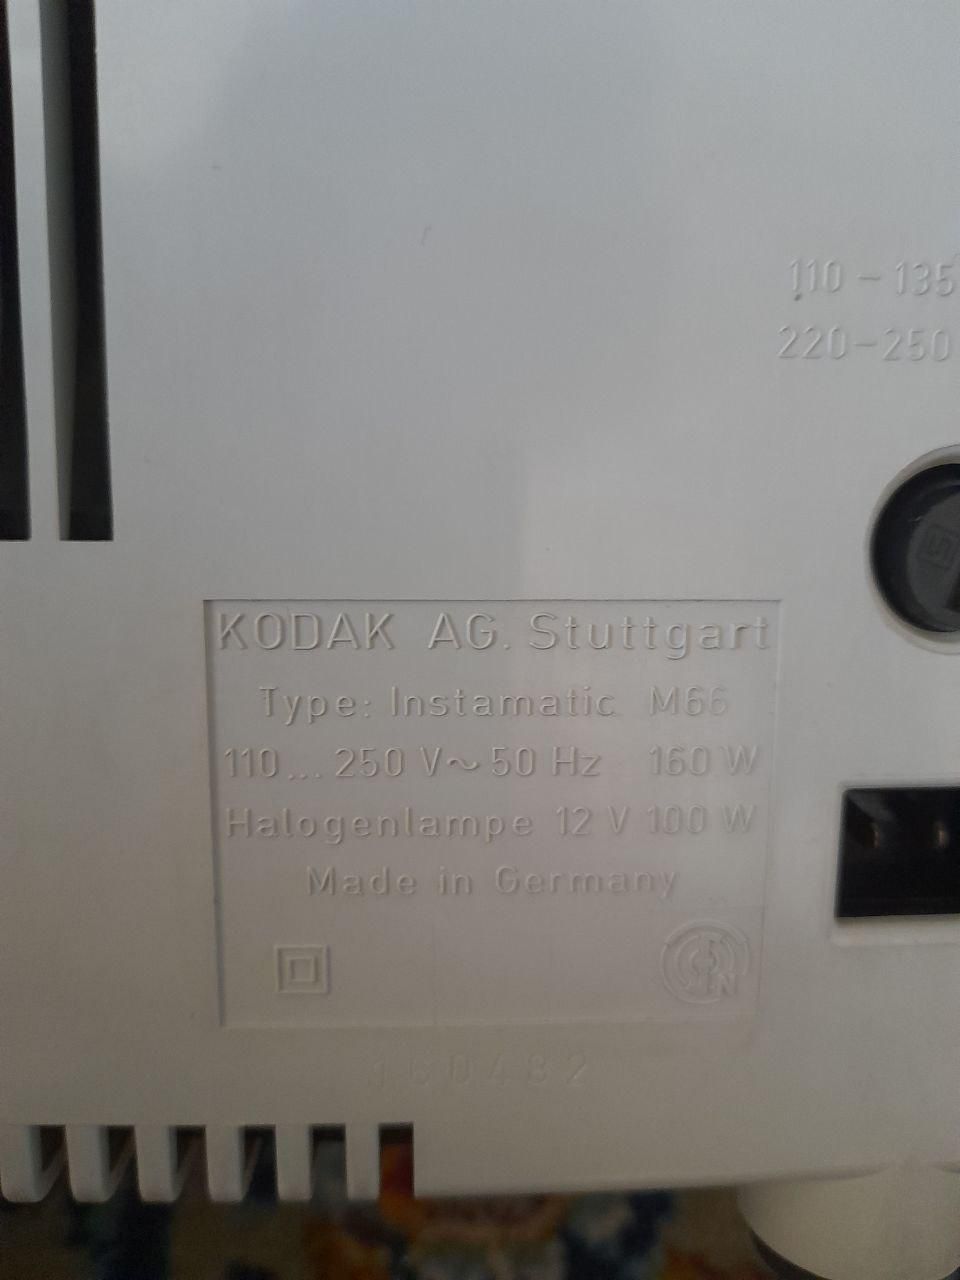 110 – 135
220–250
KODAK AG. Stuttgart
Type: Instamatic M66
110... 250 V~ 50 Hz 160 W
Halogenlampe 12 V 100 W
Made in Germany
160482